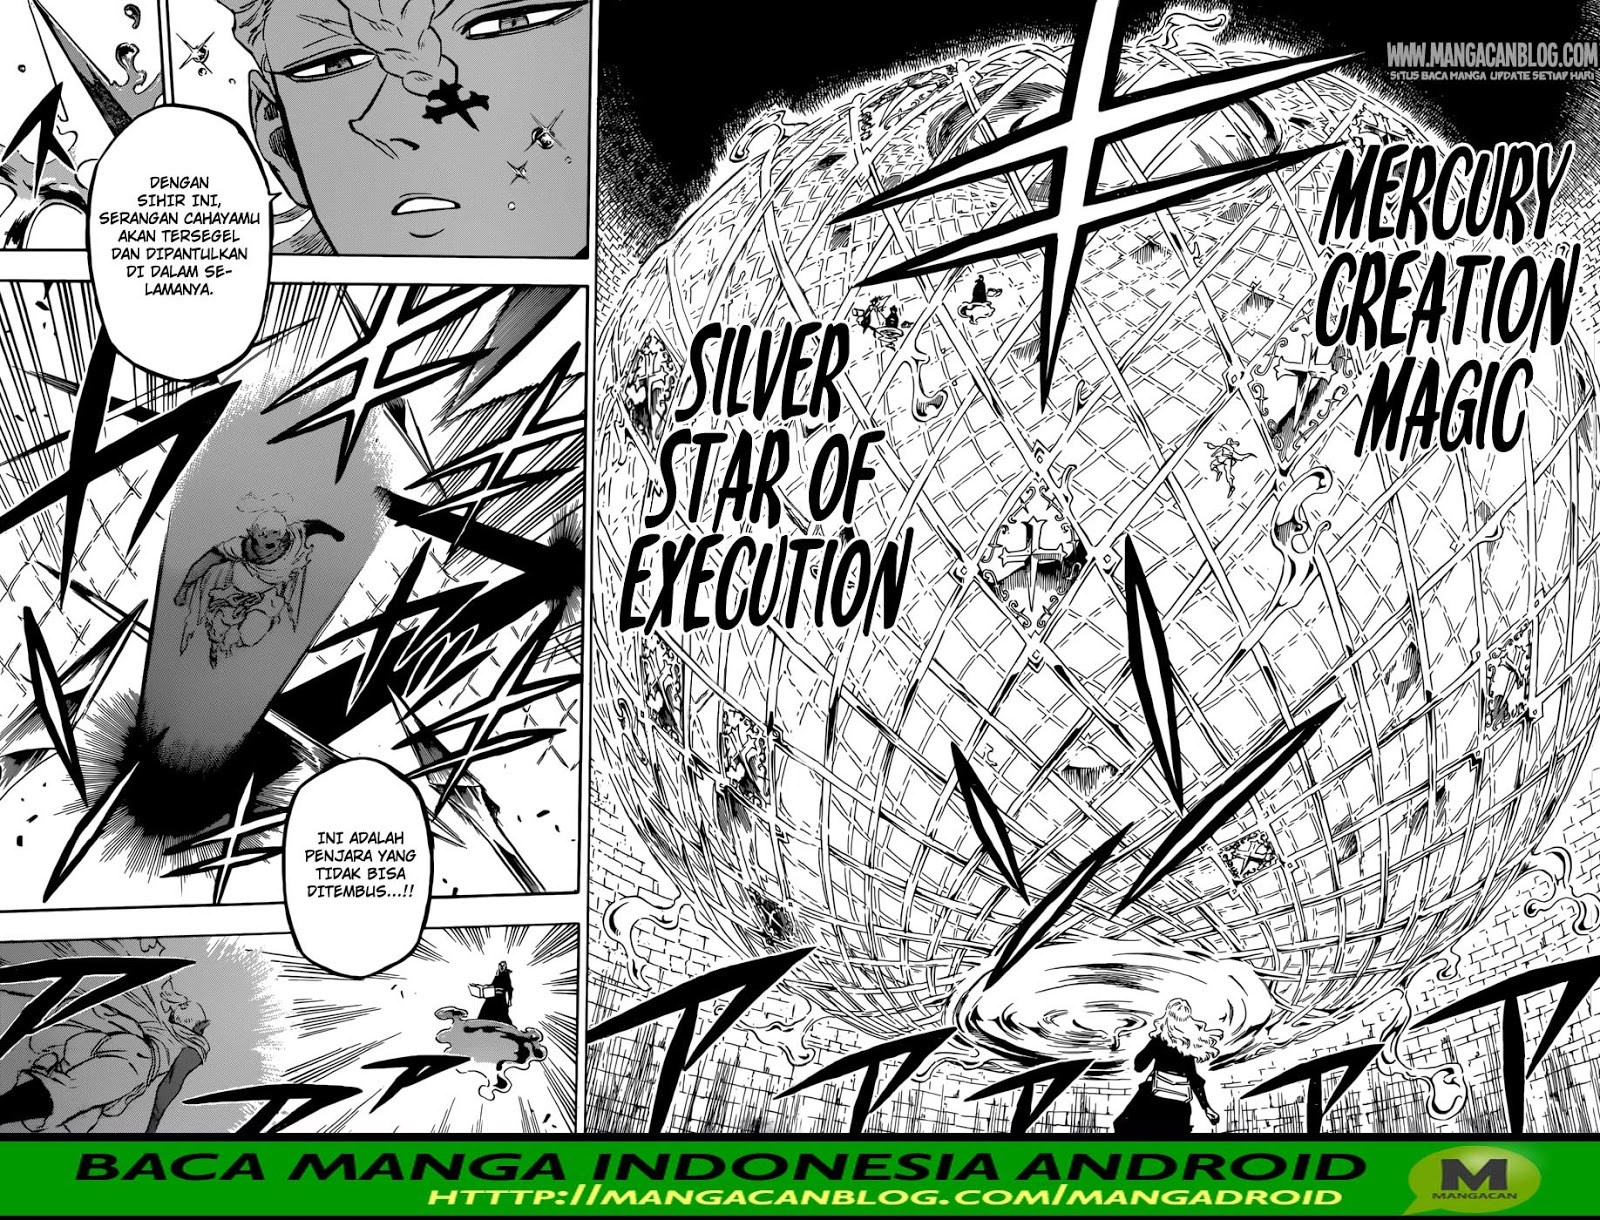 WWW.MANGACANBLOG.COM
SITUS BACA MANGA UPDATE SETIAP HARI
MERCURY
CREATION
MAGIC
SILVER
STAR OF
EXECUTION
DENGAN
SIHIR INI,
SERANGAN CAHAYAMU
AKAN TERSEGEL
DAN DIPANTULKAN
DI DALAM SE-
LAMANYA.
INI ADALAH
PENJARA YANG
TIDAK BISA
DITEMBUS...!!
BACA MANGA INDONESIA ANDROID
HTTTP://MANGACANBLOG.COM/MANGADROID
M
MANGACAN